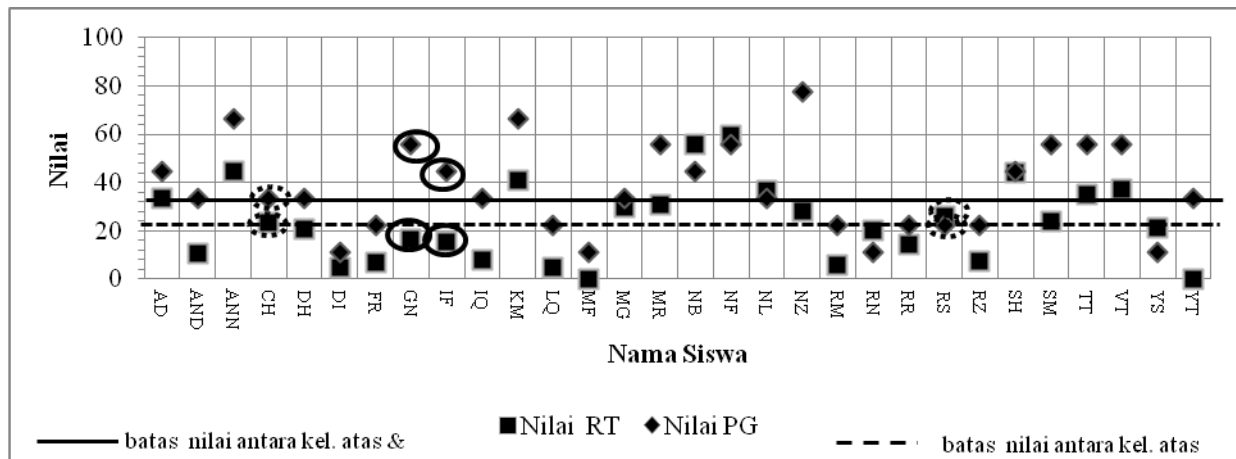 100
80
60
40
20
0
Nilai
AD AND ANN CH DH DI FR GN IF IQ KM LQ MF MG MR NB NF NL NZ RM RN RR RS RZ SH SM TT VT YS YT
Nama Siswa
Nilai RT Nilai PG
batas nilai antara kel. atas & batas nilai antara kel. atas